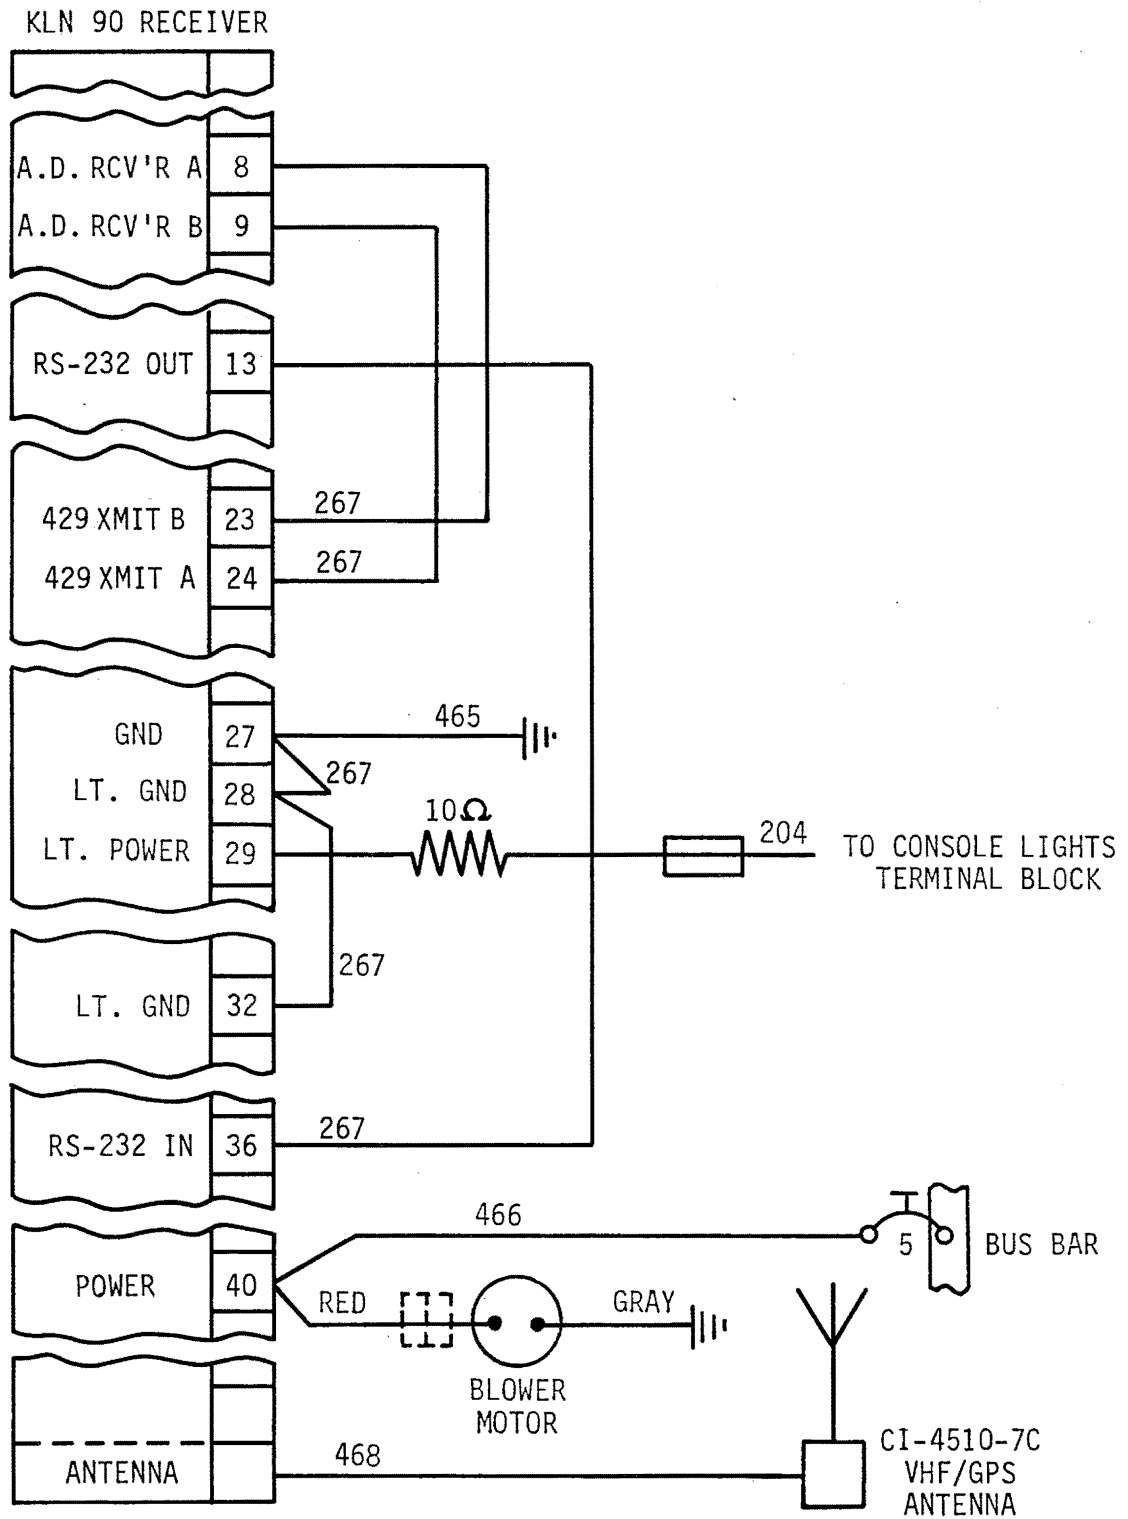 KLN 90 RECEIVER
A.D. RCV'R A 8
A.D. RCV'R B 9
RS-232 OUT 13
429 XMIT B 23 267
429 XMIT A 24 267
GND 27 465
LT. GND 28 267
10Ω
LT. POWER 29 204 TO CONSOLE LIGHTS
TERMINAL BLOCK
267
LT. GND 32
RS-232 IN 36 267
466
5 BUS BAR
POWER 40
RED GRAY
BLOWER
MOTOR
ANTENNA 468
CI-4510-7C
VHF/GPS
ANTENNA